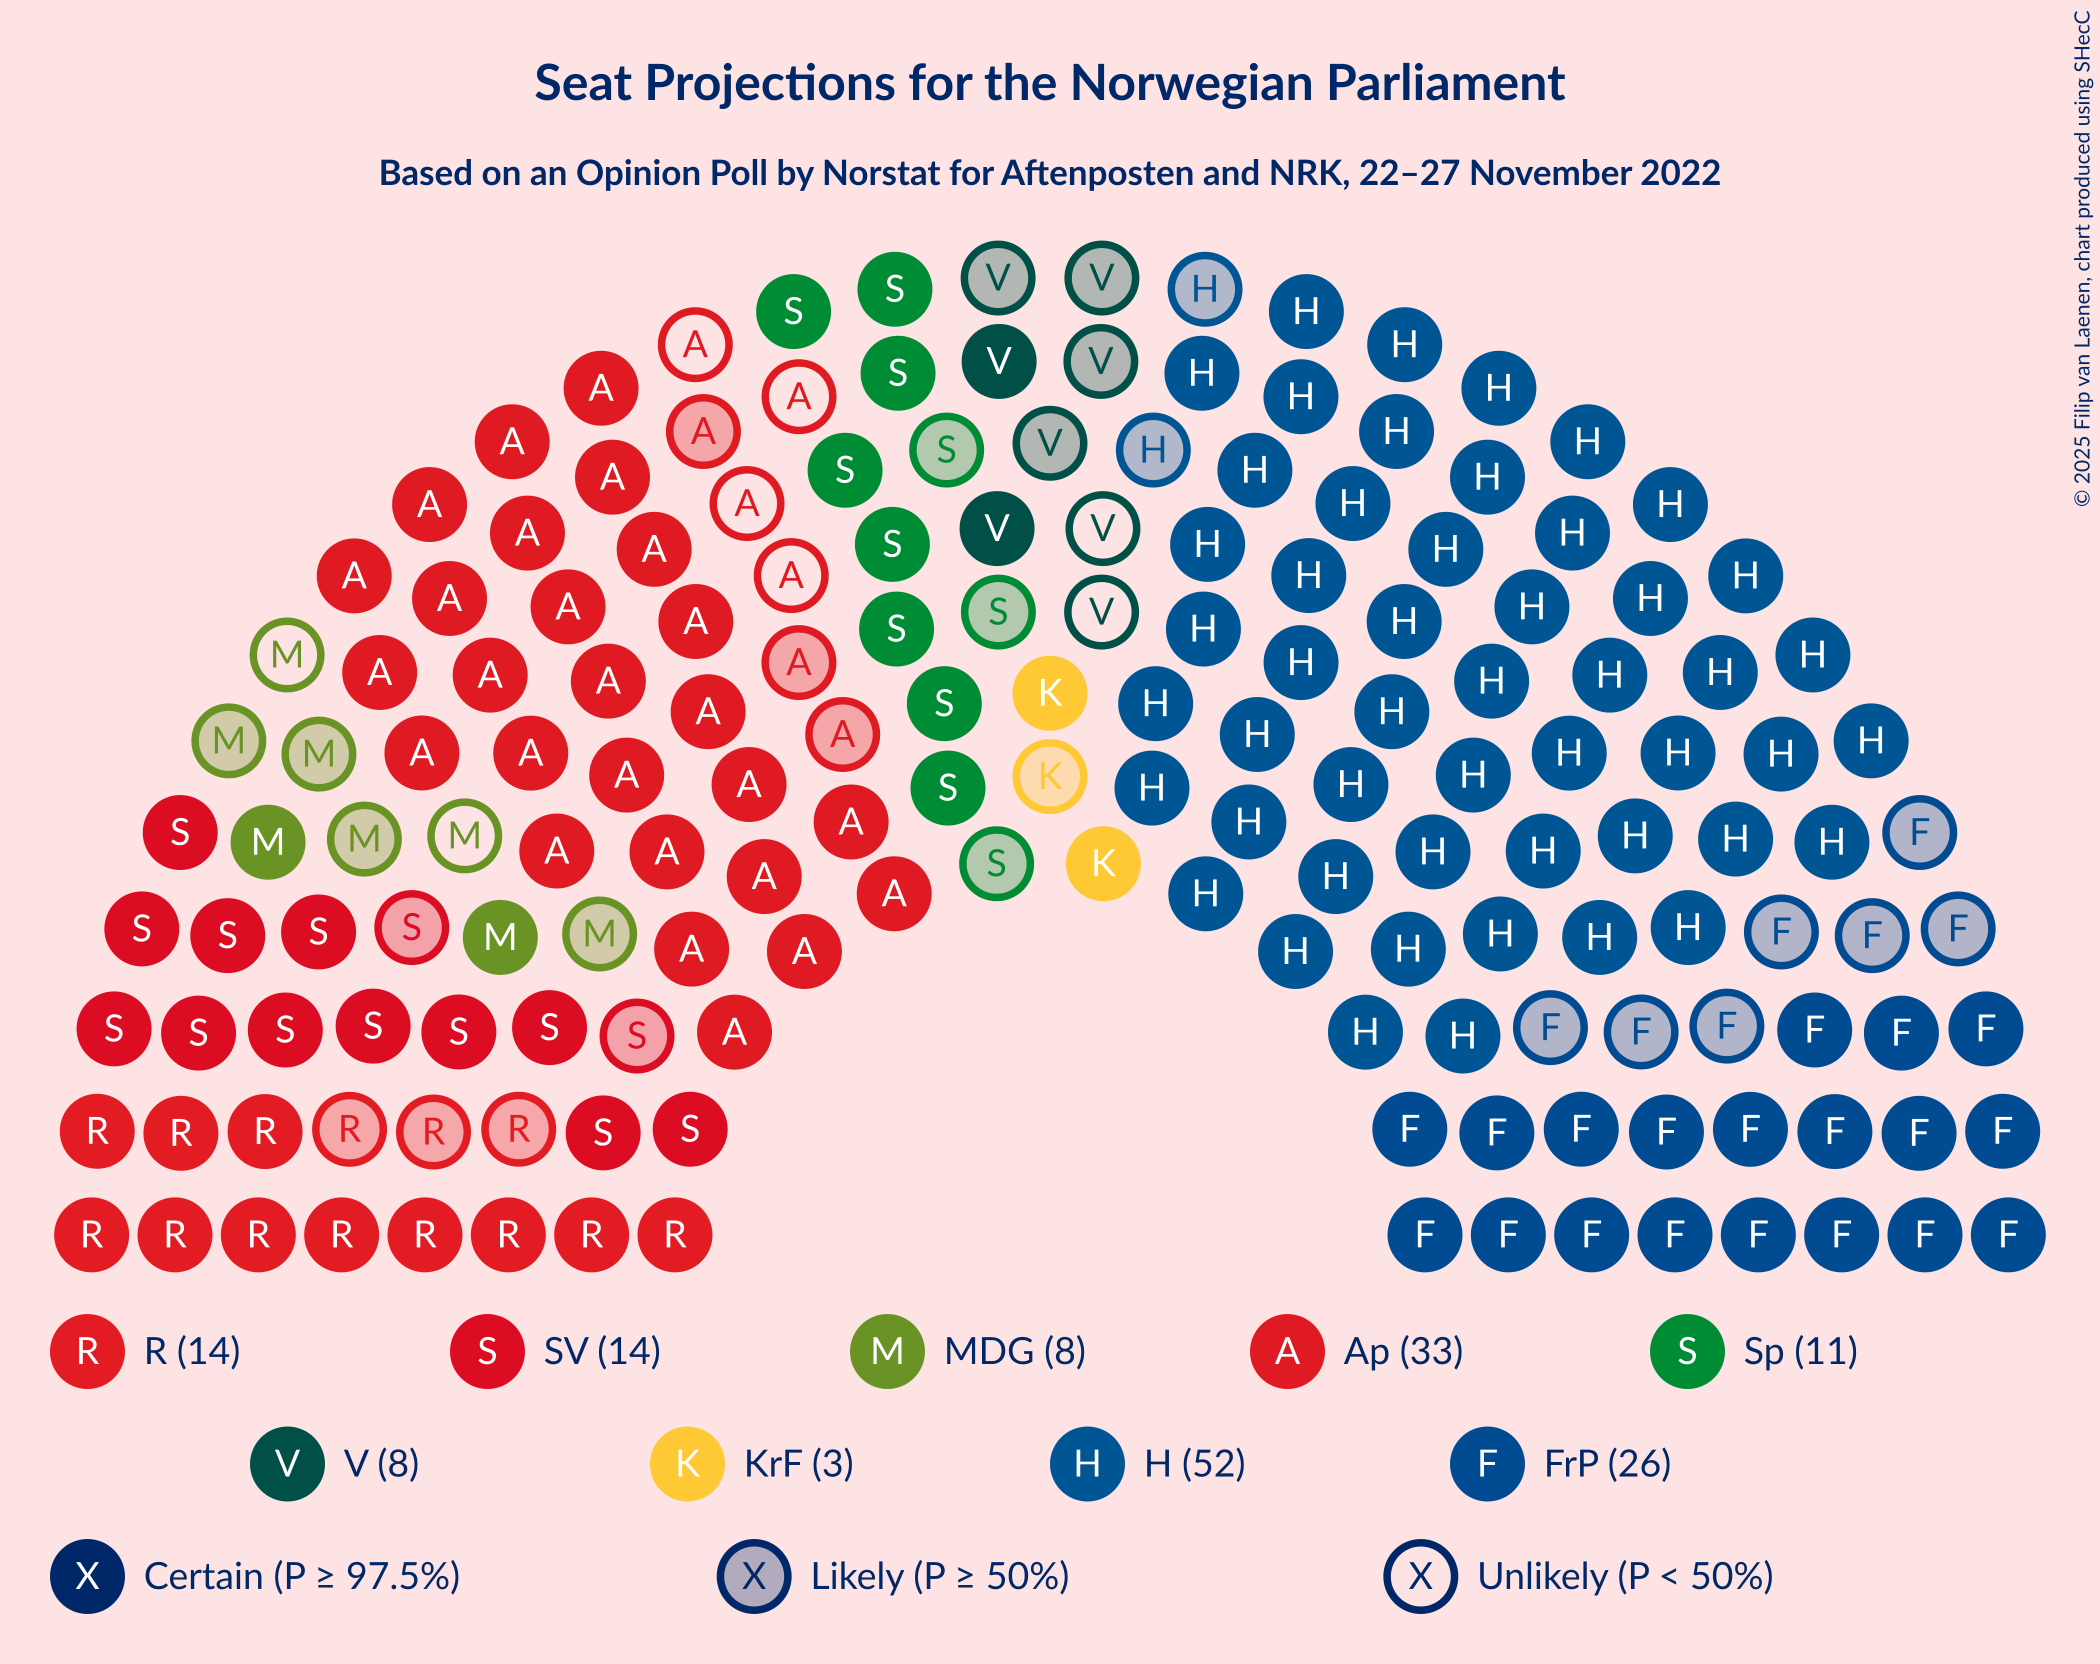 Seat Projections for the Norwegian Parliament
Based on an Opinion Poll by Norstat for Aftenposten and NRK, 22–27 November 2022
© 2025 Filip van Laenen, chart produced using SHecC
V V
S H
S H
A H
V V
S H
A H
A H
A H
A H
A H
V
S H
S H
A H
A H
A H
V V
S H
A H
A H
A H
A H
S V
S H
A H
A H
A H
M H
A H
A H
A H
K
S H
A H
A H
M H
M H
A H
A H
A H
K
S H
A H
A H
S F
M H
M H
M H
A H
A H
A H
S K
A H
A H
S F
S F
S F
S H
M H
M H
A H
A H
S F
S F
S F
S F
S F
S F
S H
A H
R F
R F
R F
R F
R F
R F
S F
S F
R R R R R R R R F F F F F F F F
R R (14) S SV (14) M MDG (8) A Ap (33) S Sp (11)
V V (8) K KrF (3) H H (52) F FrP (26)
X Certain (P ≥ 97.5%) X Likely (P ≥ 50%) X Unlikely (P < 50%)